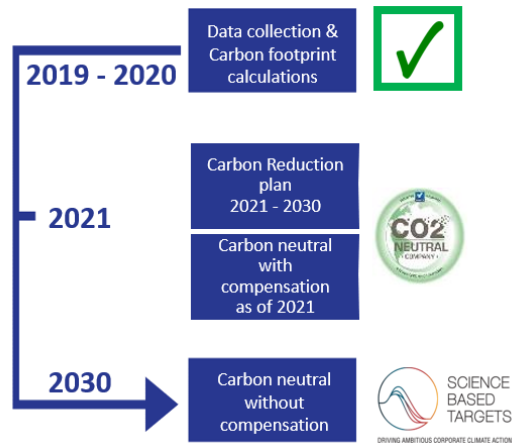 2019 - 2020
Data collection &
Carbon footprint
calculations
2021
Carbon Reduction
plan
2021 - 2030
Carbon neutral
with
compensation
as of 2021
CO2
NEUTRAL
COMPANY
2030
Carbon neutral
without
compensation
SCIENCE
BASED
TARGETS
DRIVING AMBITIOUS CORPORATE CLIMATE ACTION